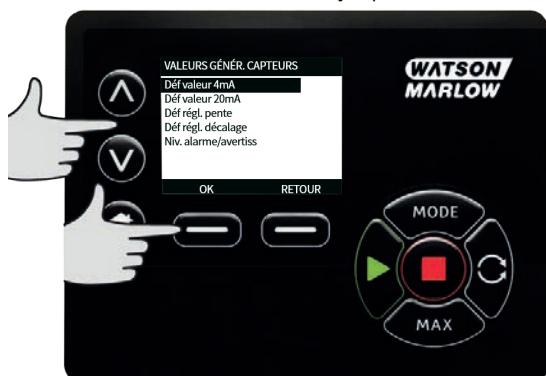 VALEURS GÉNÉR. CAPTEURS
Déf valeur 4mA
Déf valeur 20mA
Déf régl. pente
Déf régl. décalage
Niv. alarme/avertiss
OK RETOUR
WATSON
MARLOW
MODE
MAX